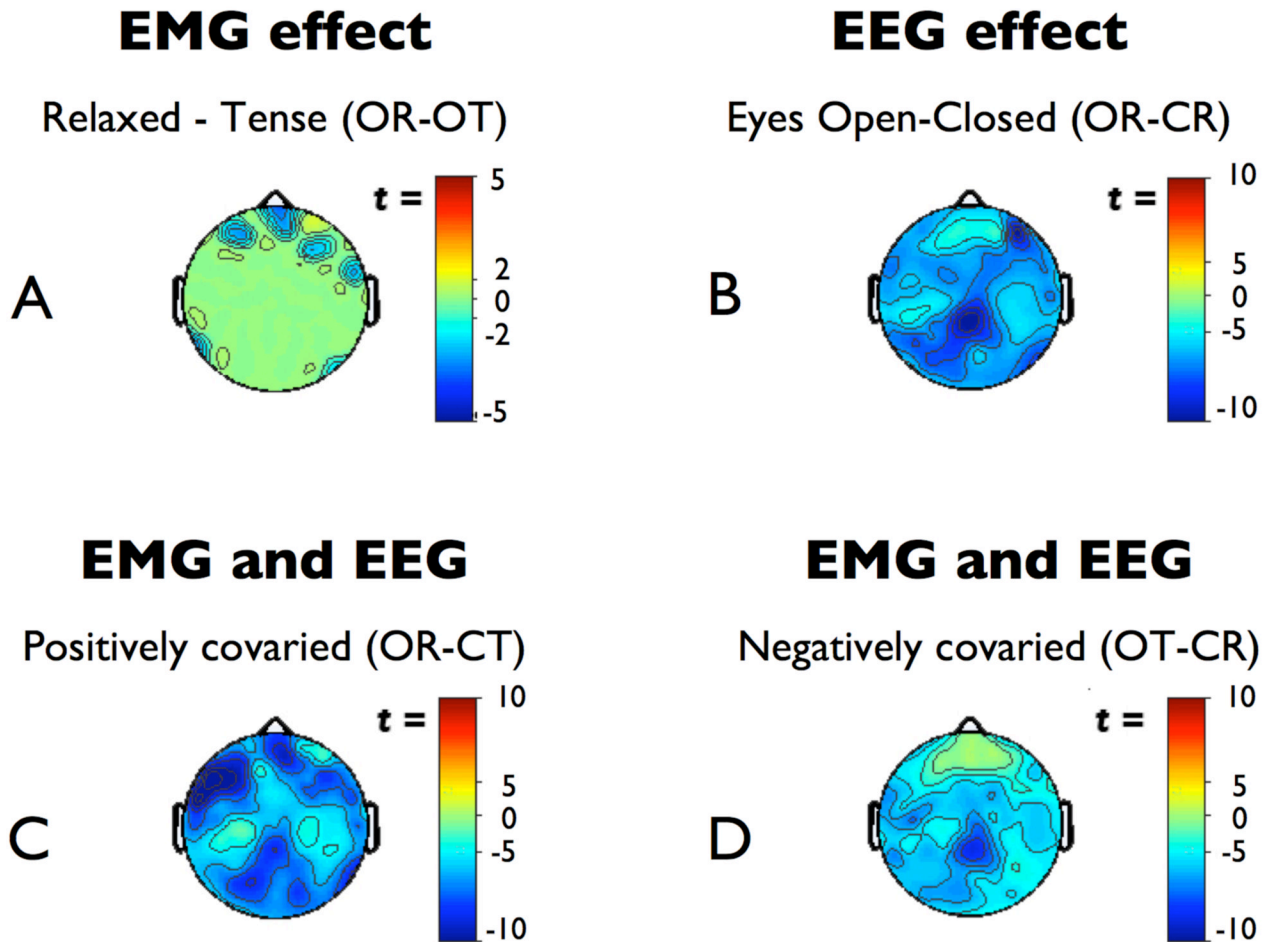 EMG effect
Relaxed - Tense (OR-OT)
A
t =
5
2
0
-2
-5
EEG effect
Eyes Open-Closed (OR-CR)
B
t =
10
5
0
-5
-10
EMG and EEG
Positively covaried (OR-CT)
C
t =
10
5
0
-5
-10
EMG and EEG
Negatively covaried (OT-CR)
D
t =
10
5
0
-5
-10